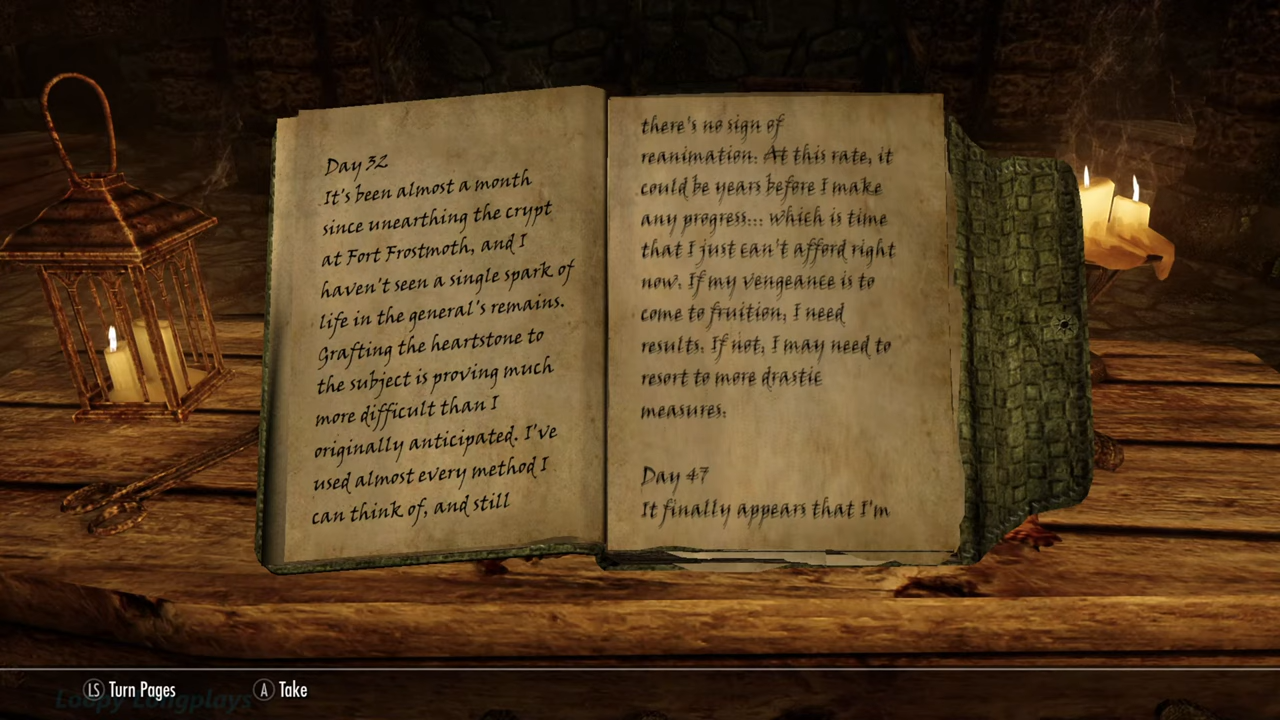 Day 32
It's been almost a month
since unearthing the crypt
at Fort Frostmoth, and I
haven't seen a single spark of
life in the general's remains.
Grafting the heartstone to
the subject is proving much
more difficult than I
originally anticipated. I've
used almost every method I
can think of, and still
there's no sign of
reanimation. At this rate, it
could be years before I make
any progress... which is time
that I just can't afford right
now. If my vengeance is to
come to fruition, I need
results. If not, I may need to
resort to more drastic
measures.
Day 47
It finally appears that I'm
LS Turn Pages
A Take
Loopy Longplays